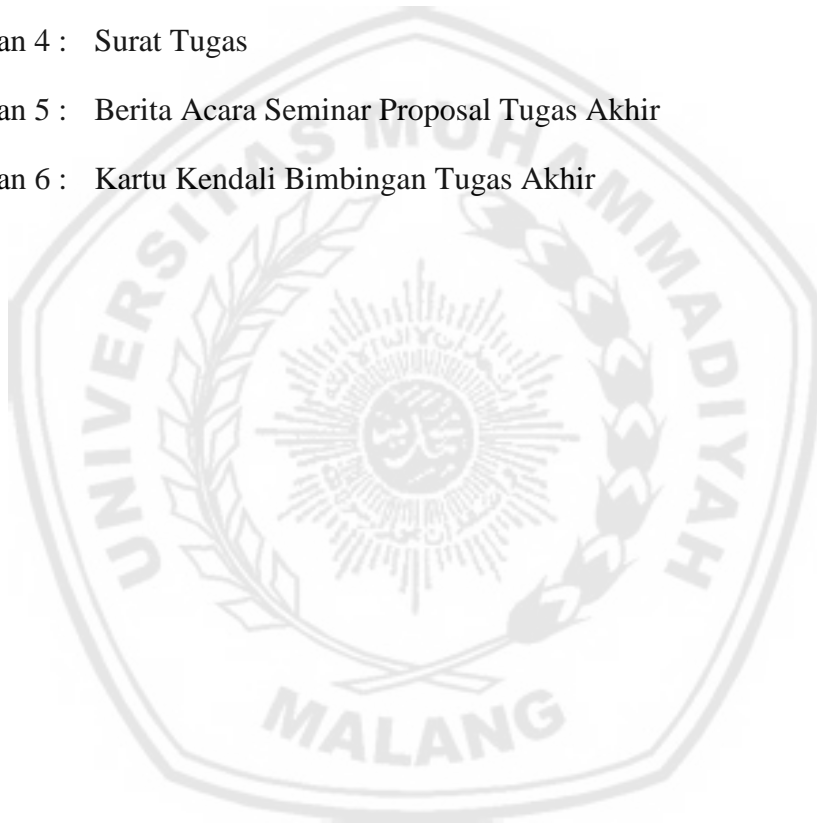 an 4 : Surat Tugas
an 5 : Berita Acara Seminar Proposal Tugas Akhir
an 6 : Kartu Kendali Bimbingan Tugas Akhir
UNIVERSITAS MUHAMMADIYAH
MALANG